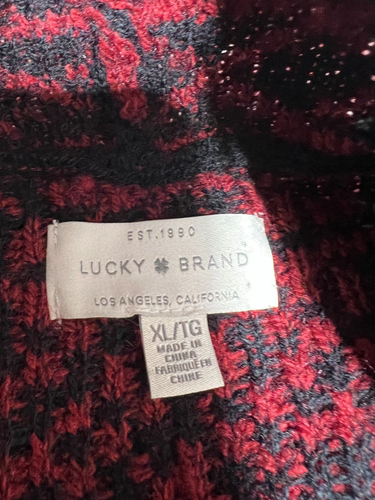 EST.1990
LUCKY BRAND
LOS ANGELES, CALIFORNIA
XL/TG
MADE IN
CHINA
FABRIQUÉ EN
CHINE